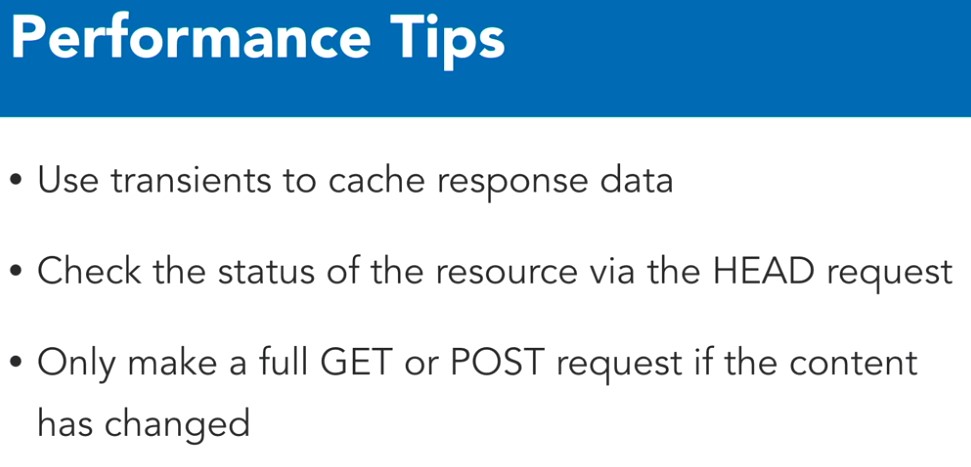 Performance Tips
• Use transients to cache response data
• Check the status of the resource via the HEAD request
• Only make a full GET or POST request if the content
has changed